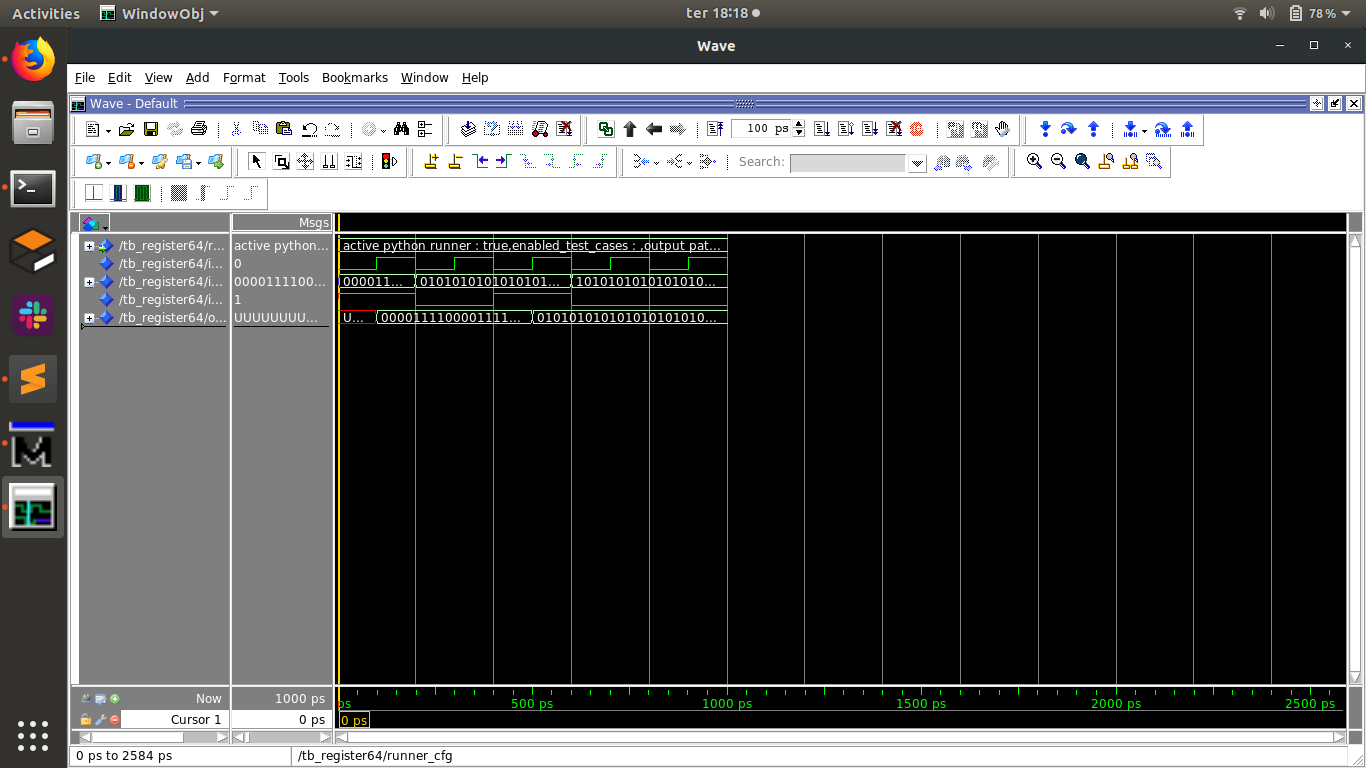 Activities WindowObj ter 18:18 78%
Wave
File Edit View Add Format Tools Bookmarks Window Help
Wave - Default
100 ps
Search:
Msgs
/tb_register64/r... active python... active python runner : true,enabled_test_cases : ,output pat...
/tb_register64/i... 0
/tb_register64/i... 0000111100... 000011... 0101010101010101... 1010101010101010...
/tb_register64/i... 1
/tb_register64/o... UUUUUUUU... U... 0000111100001111... 010101010101010101010...
Now 1000 ps ps 500 ps 1000 ps 1500 ps 2000 ps 2500 ps
Cursor 1 0 ps 0 ps
0 ps to 2584 ps /tb_register64/runner_cfg